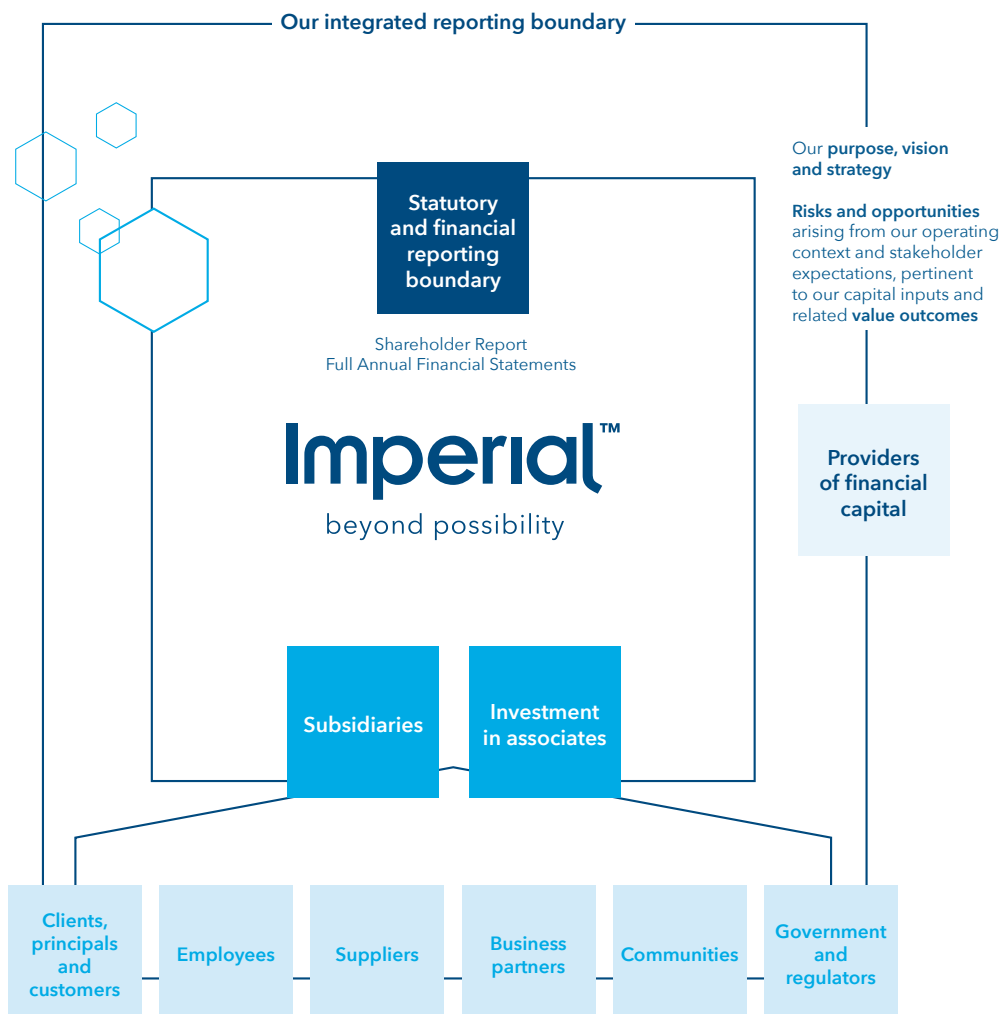 Our integrated reporting boundary
Our purpose, vision
and strategy
Risks and opportunities
arising from our operating
context and stakeholder
expectations, pertinent
to our capital inputs and
related value outcomes
Statutory
and financial
reporting
boundary
Shareholder Report
Full Annual Financial Statements
Imperial™
beyond possibility
Providers
of financial
capital
Subsidiaries
Investment
in associates
Clients,
principals
and
customers
Employees
Suppliers
Business
partners
Communities
Government
and
regulators